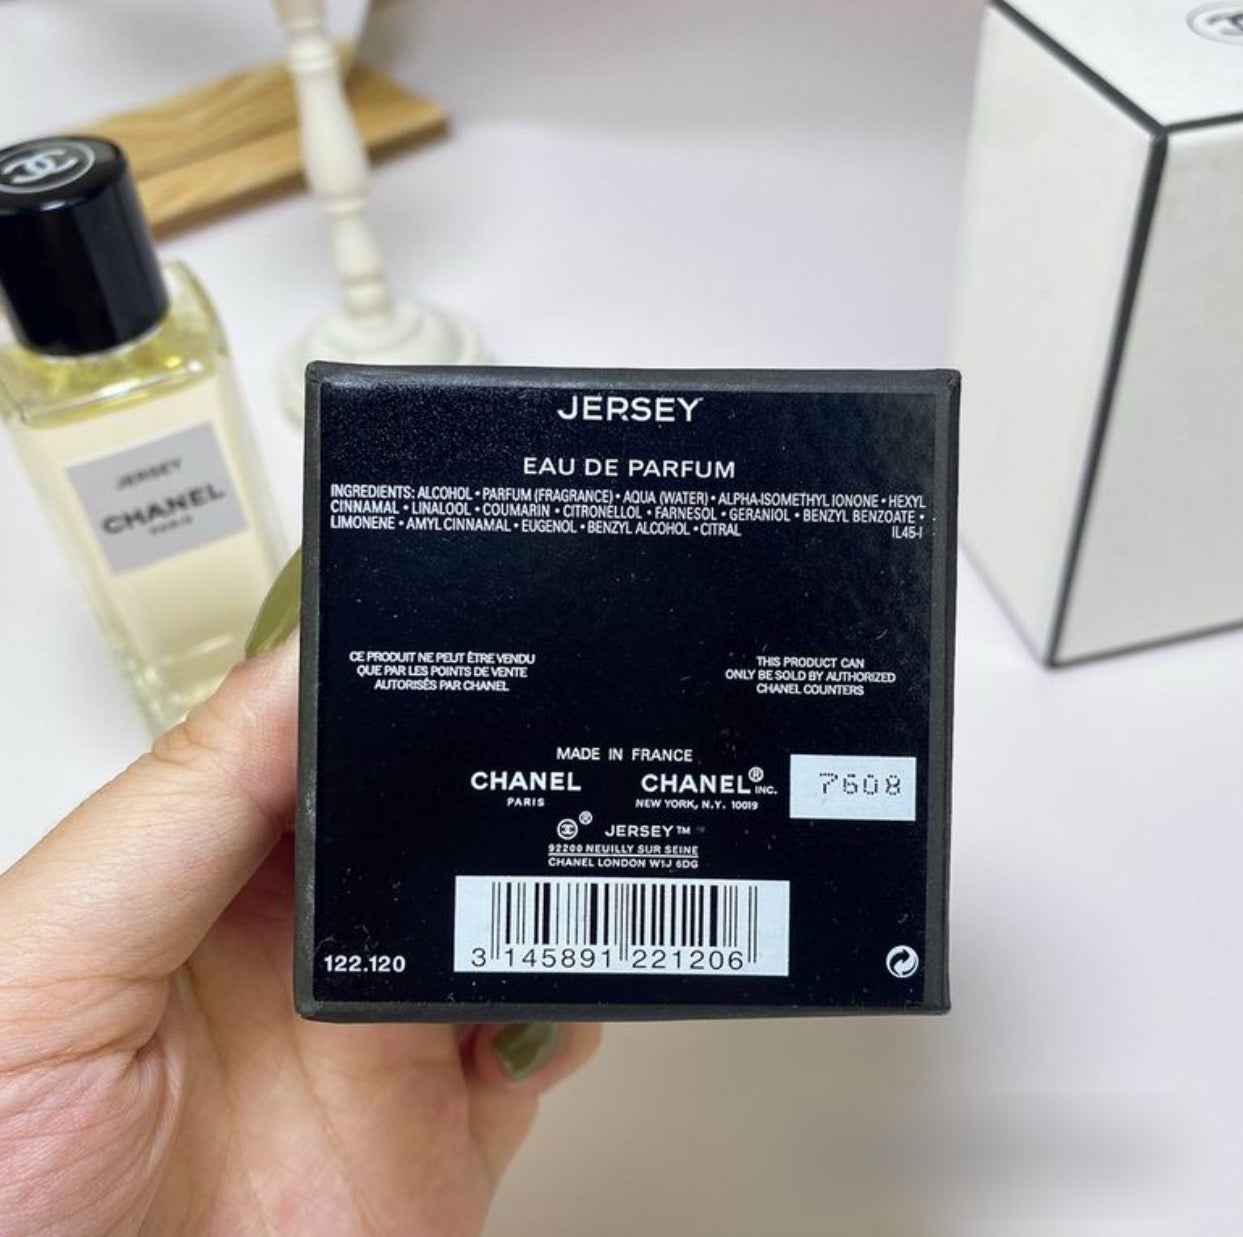 JERSEY
CHANEL
PARIS
JERSEY
EAU DE PARFUM
INGREDIENTS: ALCOHOL • PARFUM (FRAGRANCE) • AQUA (WATER) • ALPHA-ISOMETHYL IONONE • HEXYL
CINNAMAL • LINALOOL • COUMARIN • CITRONELLOL • FARNESOL • GERANIOL • BENZYL BENZOATE •
LIMONENE • AMYL CINNAMAL • EUGENOL • BENZYL ALCOHOL • CITRAL IL45-I
CE PRODUIT NE PEUT ÊTRE VENDU
QUE PAR LES POINTS DE VENTE
AUTORISÉS PAR CHANEL
THIS PRODUCT CAN
ONLY BE SOLD BY AUTHORIZED
CHANEL COUNTERS
MADE IN FRANCE
CHANEL CHANEL® INC.
PARIS NEW YORK, N.Y. 10019
7608
® JERSEY™
92200 NEUILLY SUR SEINE
CHANEL LONDON W1J 6DG
122.120
3 145891 221206